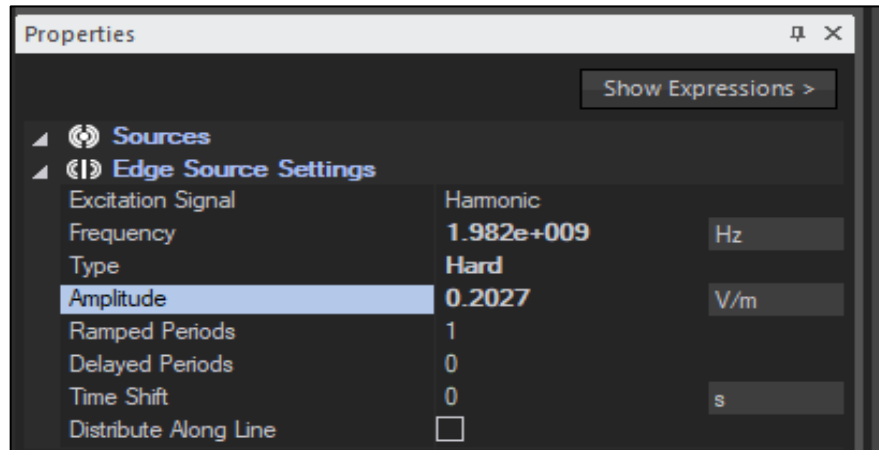 Properties
Show Expressions >
Sources
Edge Source Settings
Excitation Signal Harmonic
Frequency 1.982e+009 Hz
Type Hard
Amplitude 0.2027 V/m
Ramped Periods 1
Delayed Periods 0
Time Shift 0 s
Distribute Along Line